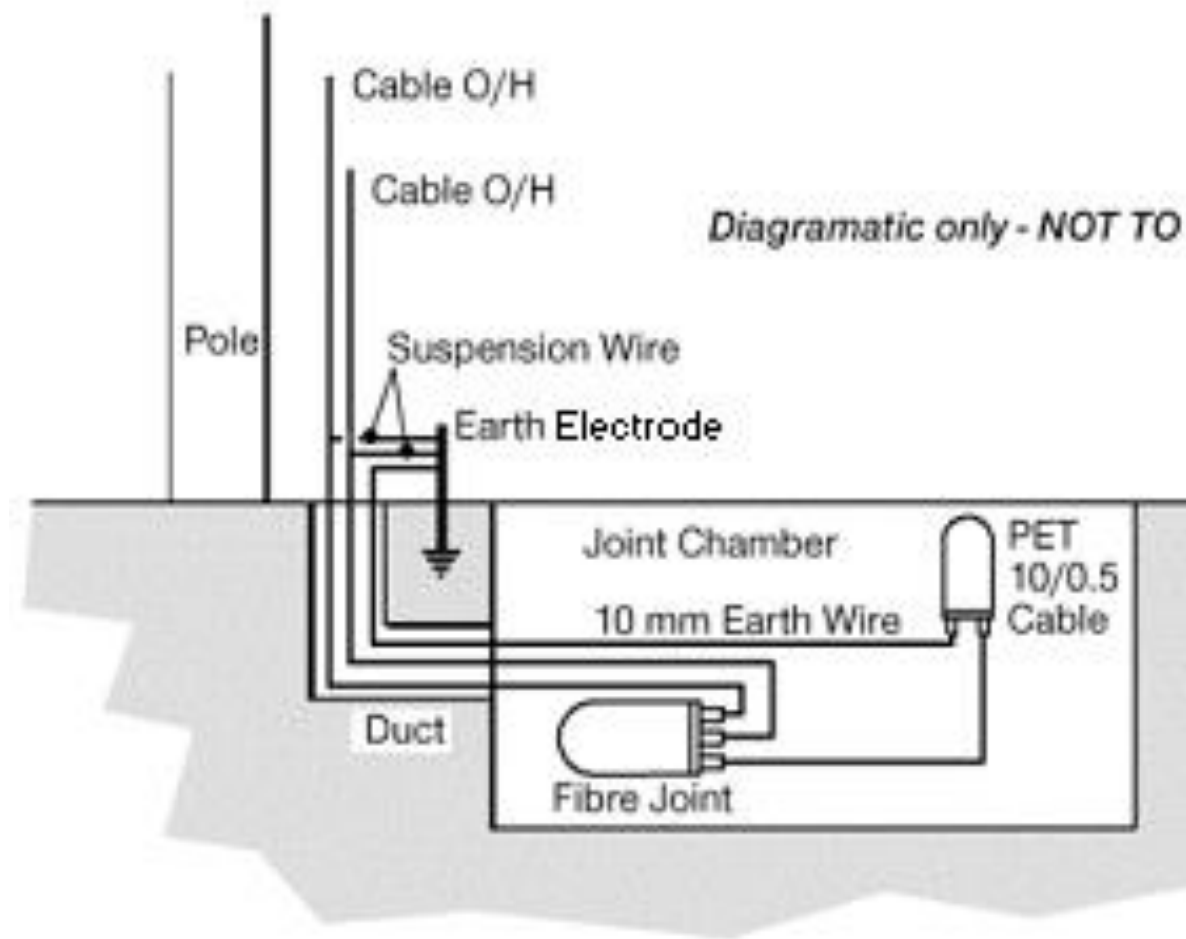 Cable O/H
Cable O/H
Diagramatic only - NOT TO
Pole
Suspension Wire
Earth Electrode
Joint Chamber
PET
10/0.5
Cable
10 mm Earth Wire
Duct
Fibre Joint